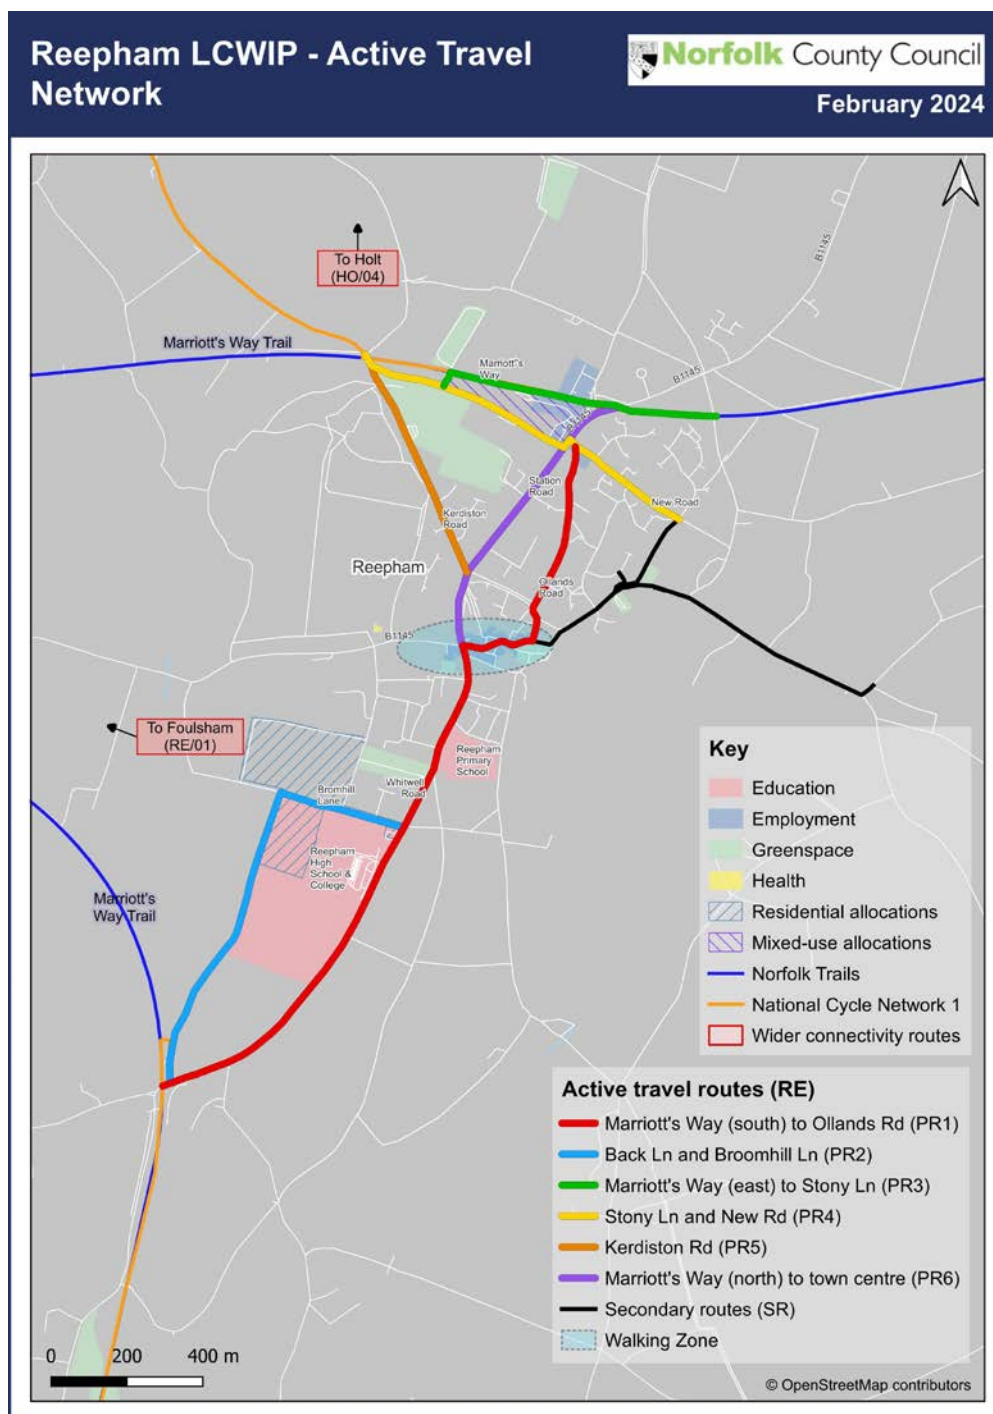 Reepham LCWIP - Active Travel
Network
Norfolk County Council
February 2024
To Holt
(HO/04)
B1145
Marriott's Way Trail
Marriott's
Way
B1145
B1145
Station
Road
New Road
Kerdiston
Road
Reepham
Ollands
Road
B1145
To Foulsham
(RE/01)
Reepham
Primary
School
Whitwell
Road
Bromhill
Lane
Reepham
High
School &
College
Marriott's
Way Trail
Key
Education
Employment
Greenspace
Health
Residential allocations
Mixed-use allocations
Norfolk Trails
National Cycle Network 1
Wider connectivity routes
Active travel routes (RE)
Marriott's Way (south) to Ollands Rd (PR1)
Back Ln and Broomhill Ln (PR2)
Marriott's Way (east) to Stony Ln (PR3)
Stony Ln and New Rd (PR4)
Kerdiston Rd (PR5)
Marriott's Way (north) to town centre (PR6)
Secondary routes (SR)
Walking Zone
0 200 400 m
© OpenStreetMap contributors